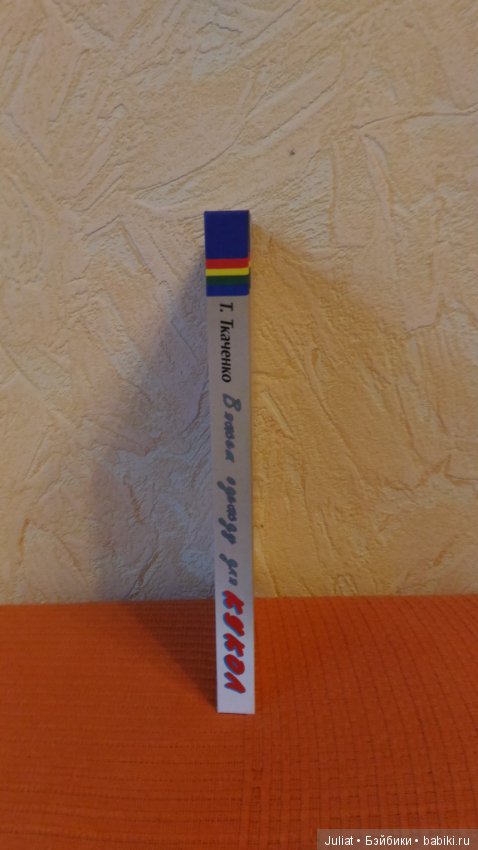 Т. Ткаченко Вяжем одежду для КУКОЛ
Juliat • Бэйбики • babiki.ru